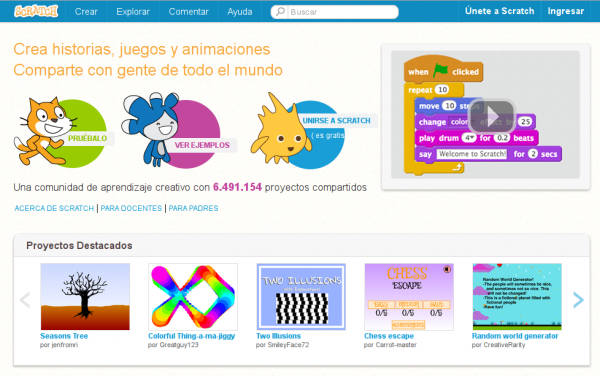 SCRATCH Crear Explorar Comentar Ayuda Buscar Únete a Scratch Ingresar
Crea historias, juegos y animaciones
Comparte con gente de todo el mundo
PRUÉBALO
VER EJEMPLOS
UNIRSE A SCRATCH
( es gratis
Una comunidad de aprendizaje creativo con 6.491.154 proyectos compartidos
ACERCA DE SCRATCH | PARA DOCENTES | PARA PADRES
when clicked
repeat 10
move 10 steps
change color effect by 25
play drum 4 for 0.2 beats
say Welcome to Scratch! for 2 secs
Proyectos Destacados
TWO ILLUSIONS
CHESS
ESCAPE
0/5 0/5 0/5
Random World Generator!
-The people will sometimes be nice,
and sometimes not so nice. This
will not be changed!
-This is a fictional planet filled with
fictional people
-Have fun!
Seasons Tree
por jenfromri
Colorful Thing-a-ma-jiggy
por Greatguy123
Two Illusions
por SmileyFace72
Chess escape
por Carrot-master
Random world generator
por CreativeRarity